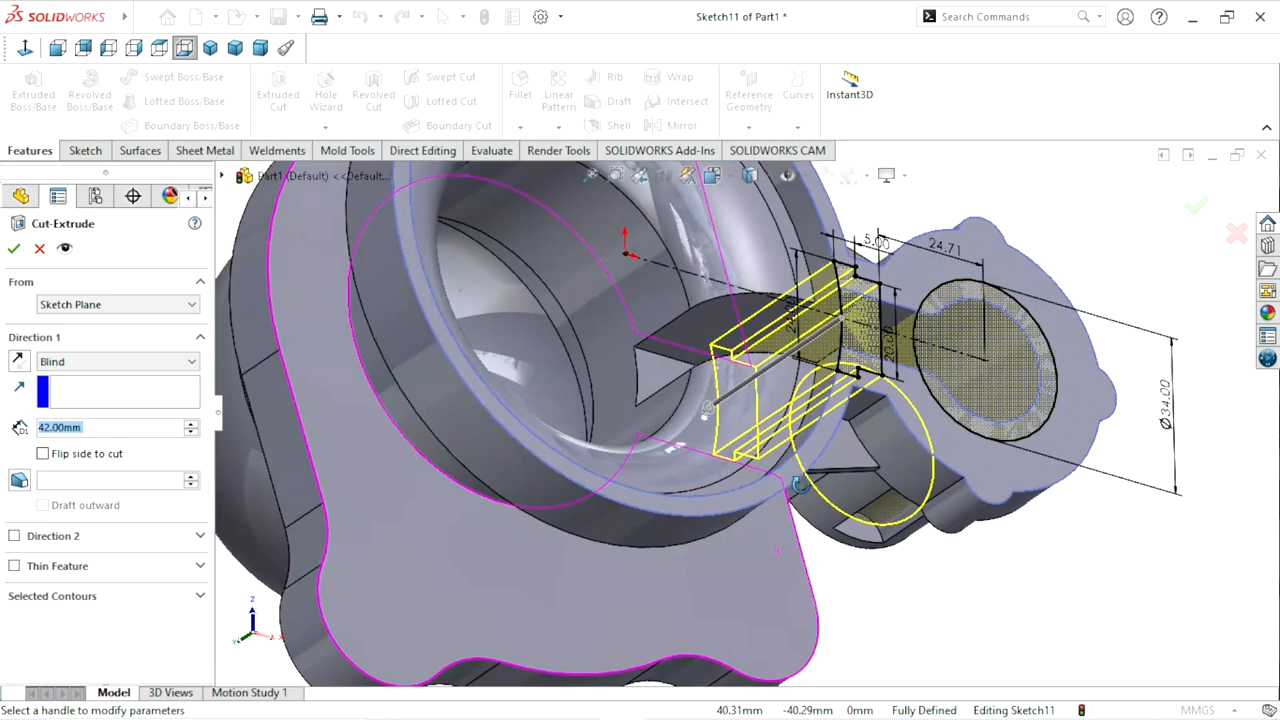 SOLIDWORKS
Sketch11 of Part1 *
Search Commands
Extruded Boss/Base
Revolved Boss/Base
Swept Boss/Base
Lofted Boss/Base
Boundary Boss/Base
Extruded Cut
Hole Wizard
Revolved Cut
Swept Cut
Lofted Cut
Boundary Cut
Fillet
Linear Pattern
Rib
Draft
Shell
Wrap
Intersect
Mirror
Reference Geometry
Curves
Instant3D
Features
Sketch
Surfaces
Sheet Metal
Weldments
Mold Tools
Direct Editing
Evaluate
Render Tools
SOLIDWORKS Add-Ins
SOLIDWORKS CAM
Part1 (Default) <<Default...
Cut-Extrude
From
Sketch Plane
Direction 1
Blind
42.00mm
Flip side to cut
Draft outward
Direction 2
Thin Feature
Selected Contours
5.00
24.71
20.00
Ø34.00
Z
Y
X
Model
3D Views
Motion Study 1
Select a handle to modify parameters
40.31mm
-40.29mm
0mm
Fully Defined
Editing Sketch11
MMGS